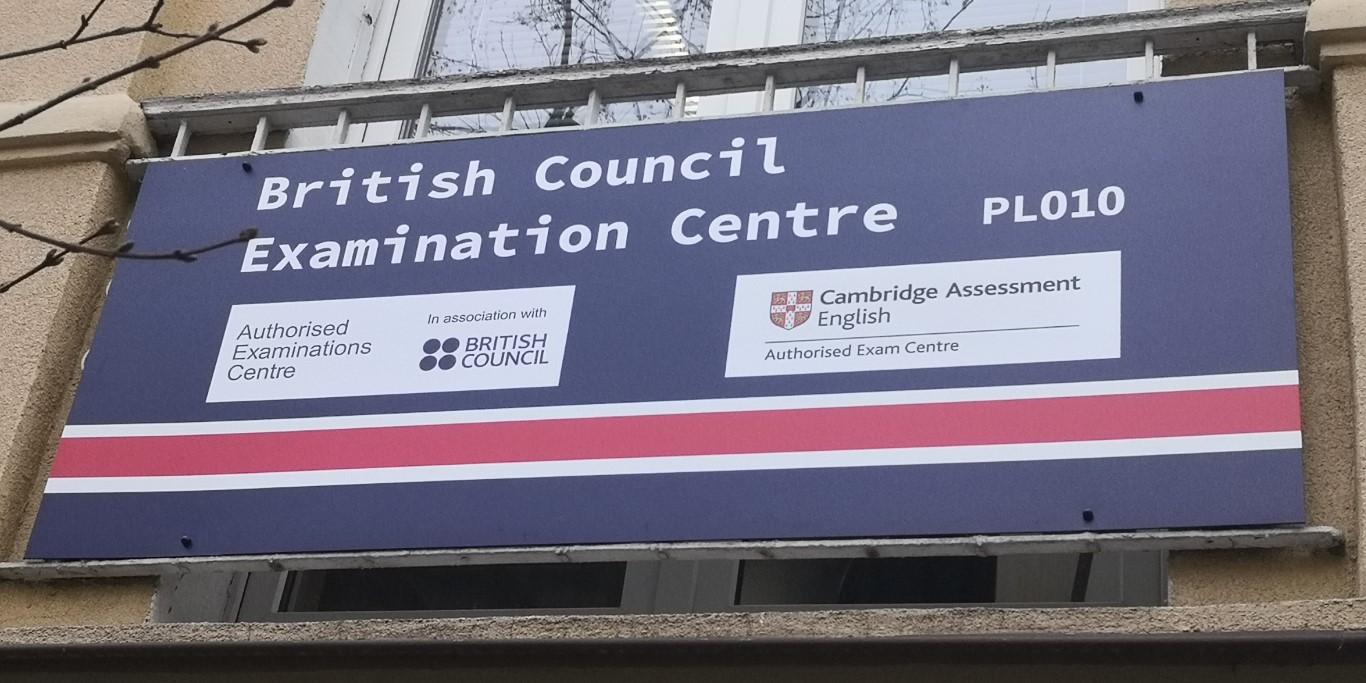 British Council
Examination Centre
PL010
Authorised
Examinations
Centre
In association with
BRITISH
COUNCIL
Cambridge Assessment
English
Authorised Exam Centre